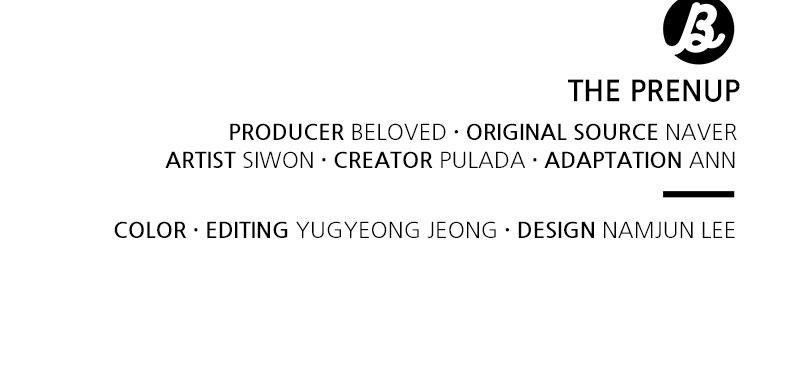 B
THE PRENUP
PRODUCER BELOVED · ORIGINAL SOURCE NAVER
ARTIST SIWON · CREATOR PULADA · ADAPTATION ANN
COLOR · EDITING YUGYEONG JEONG · DESIGN NAMJUN LEE